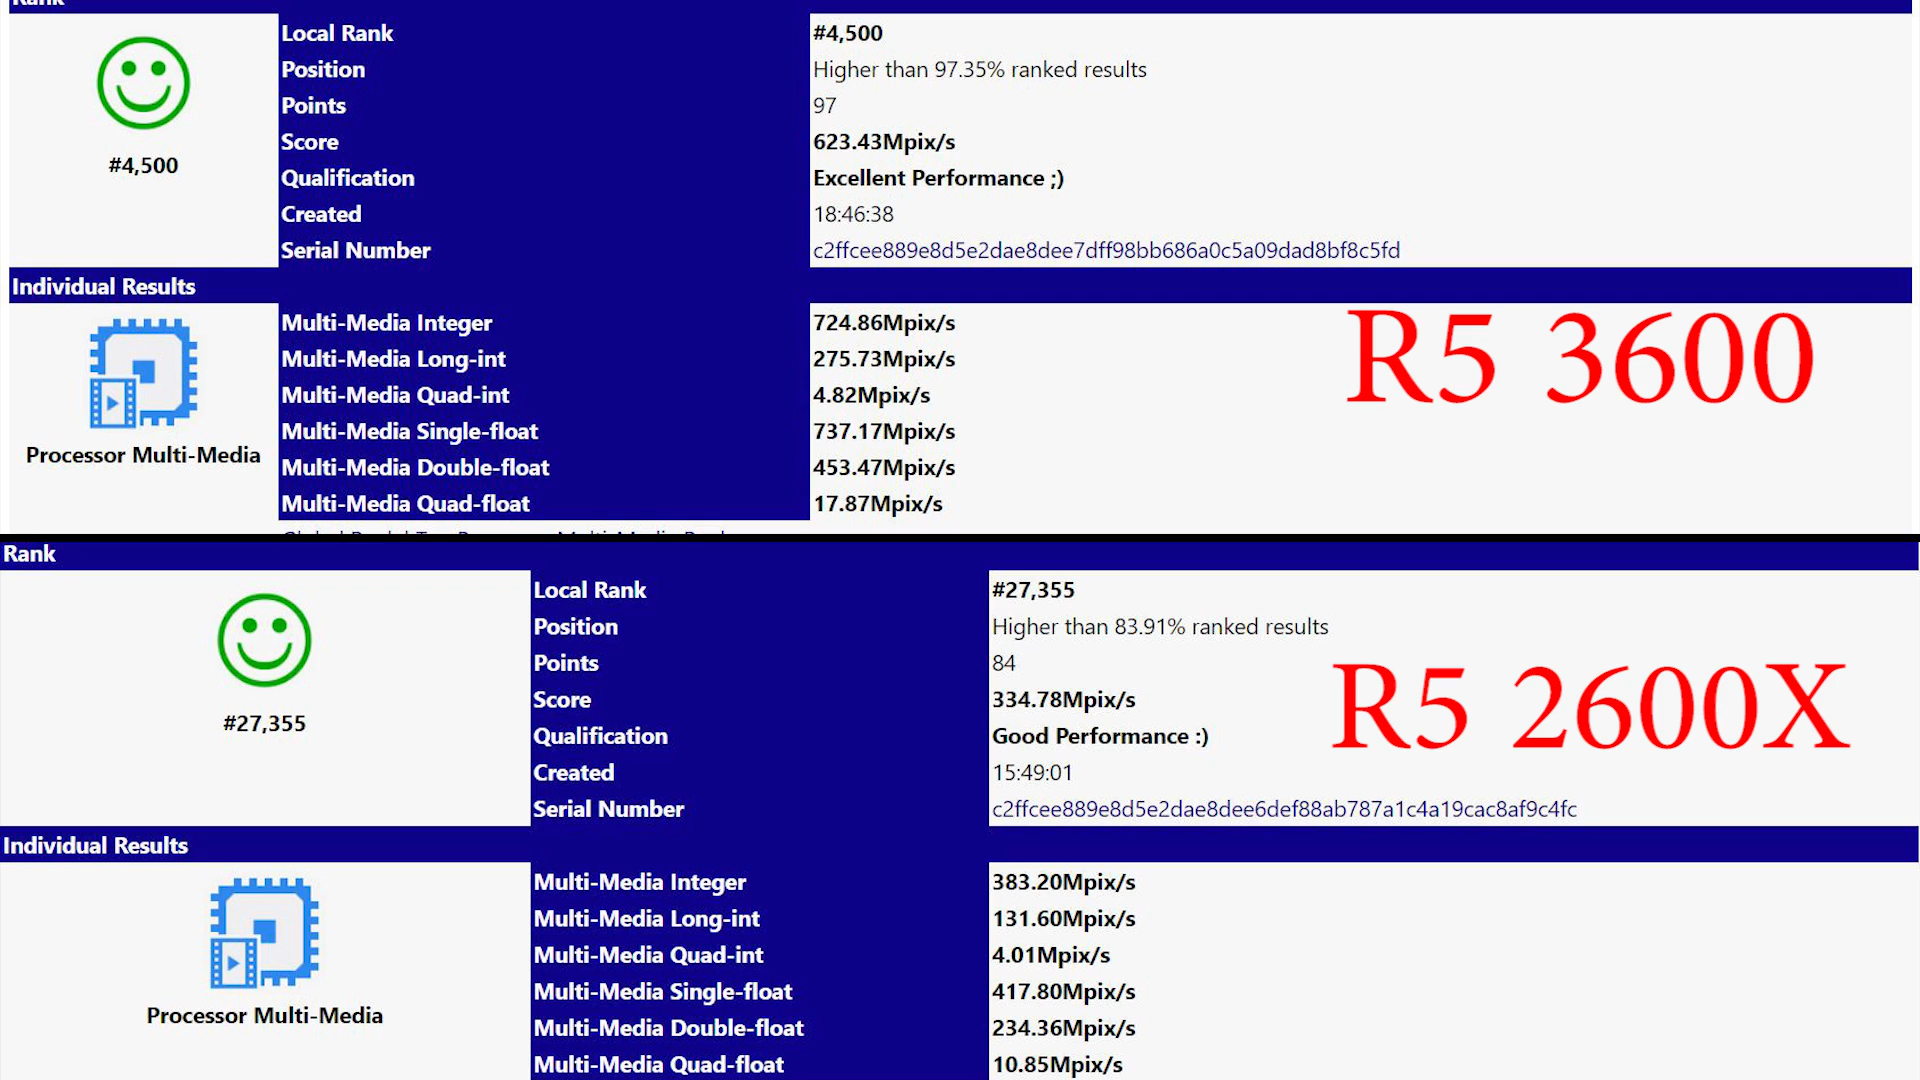 Rank
Local Rank #4,500
Position Higher than 97.35% ranked results
Points 97
Score 623.43Mpix/s
#4,500
Qualification Excellent Performance ;)
Created 18:46:38
Serial Number c2ffcee889e8d5e2dae8dee7dff98bb686a0c5a09dad8bf8c5fd
Individual Results
Multi-Media Integer 724.86Mpix/s
R5 3600
Multi-Media Long-int 275.73Mpix/s
Multi-Media Quad-int 4.82Mpix/s
Multi-Media Single-float 737.17Mpix/s
Processor Multi-Media
Multi-Media Double-float 453.47Mpix/s
Multi-Media Quad-float 17.87Mpix/s
Rank
Local Rank #27,355
Position Higher than 83.91% ranked results
Points 84
R5 2600X
Score 334.78Mpix/s
#27,355
Qualification Good Performance :)
Created 15:49:01
Serial Number c2ffcee889e8d5e2dae8dee6def88ab787a1c4a19cac8af9c4fc
Individual Results
Multi-Media Integer 383.20Mpix/s
Multi-Media Long-int 131.60Mpix/s
Multi-Media Quad-int 4.01Mpix/s
Multi-Media Single-float 417.80Mpix/s
Processor Multi-Media
Multi-Media Double-float 234.36Mpix/s
Multi-Media Quad-float 10.85Mpix/s